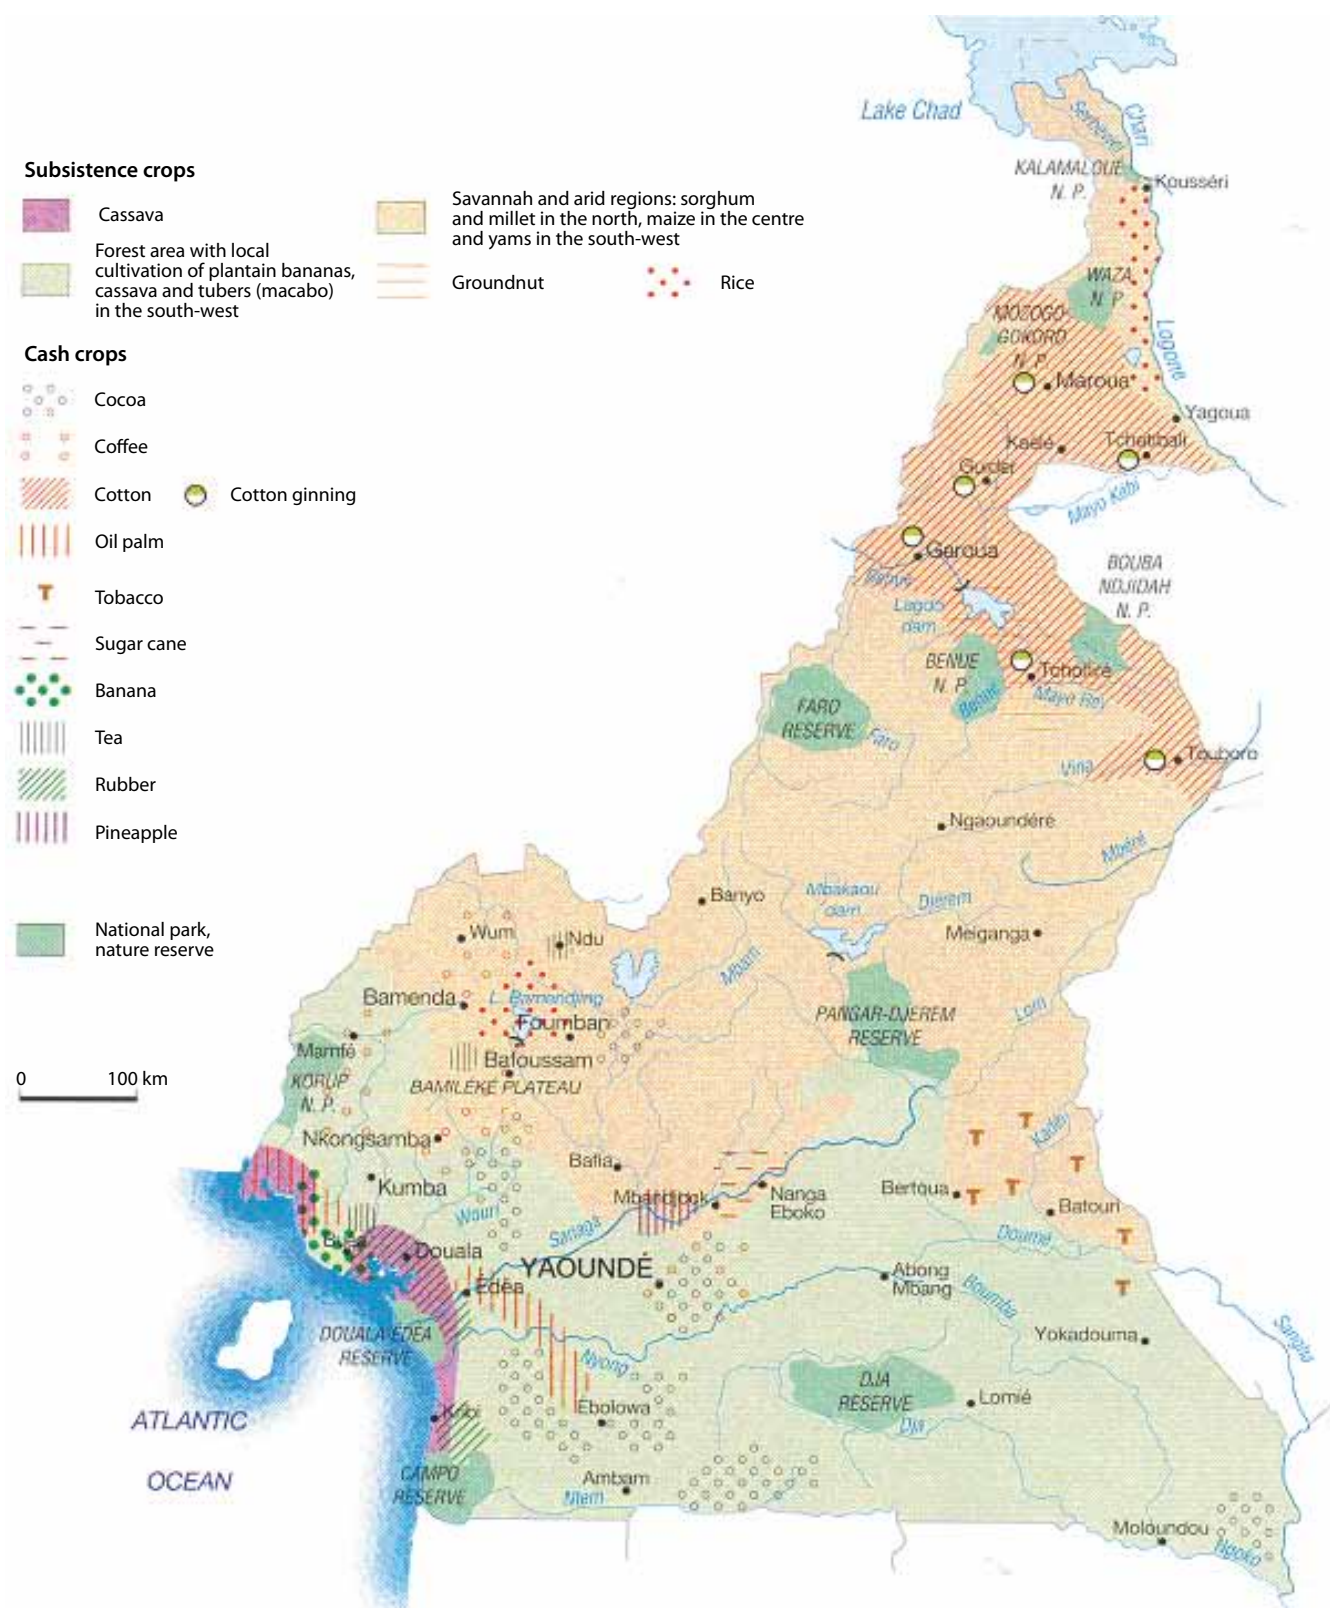 Lake Chad
Serbewel
Chari
KALAMALOUE
N. P.
Kousséri
Subsistence crops
Cassava
Forest area with local
cultivation of plantain bananas,
cassava and tubers (macabo)
in the south-west
Savannah and arid regions: sorghum
and millet in the north, maize in the centre
and yams in the south-west
Groundnut
Rice
Cash crops
Cocoa
Coffee
Cotton
Cotton ginning
Oil palm
Tobacco
Sugar cane
Banana
Tea
Rubber
Pineapple
National park,
nature reserve
0 100 km
WAZA
N. P.
MOZOGO
GOKORO
N. P.
Logone
Maroua
Yagoua
Kaélé
Guider
Mayo Kébi
Garoua
Lagdo
dam
BOUBA
NDJIDAH
N. P.
BENUE
N. P.
Benue
Tcholliré
Mayo Rey
FARO
RESERVE
Faro
Vina
Touboro
Ngaoundéré
Mbéré
Banyo
Mbakaou
dam
Djerem
Meiganga
Wum
Ndu
Mbam
Bamenda
L. Bamendjing
Foumban
PANGAR-DJEREM
RESERVE
Lom
Mamfé
Bafoussam
BAMILEKE PLATEAU
KORUP
N. P.
Nkongsamba
Kadéi
Bafia
Kumba
Mbandjock
Nanga
Eboko
Bertoua
Batouri
Wouri
Sanaga
Doumé
Douala
YAOUNDÉ
Edéa
Abong
Mbang
Boumba
DOUALA EDEA
RESERVE
Nyong
Yokadouma
Sangha
DJA
RESERVE
Dja
Lomié
Ebolowa
Kribi
ATLANTIC
OCEAN
CAMPO
RESERVE
Ambam
Ntem
Moloundou
Ngoko